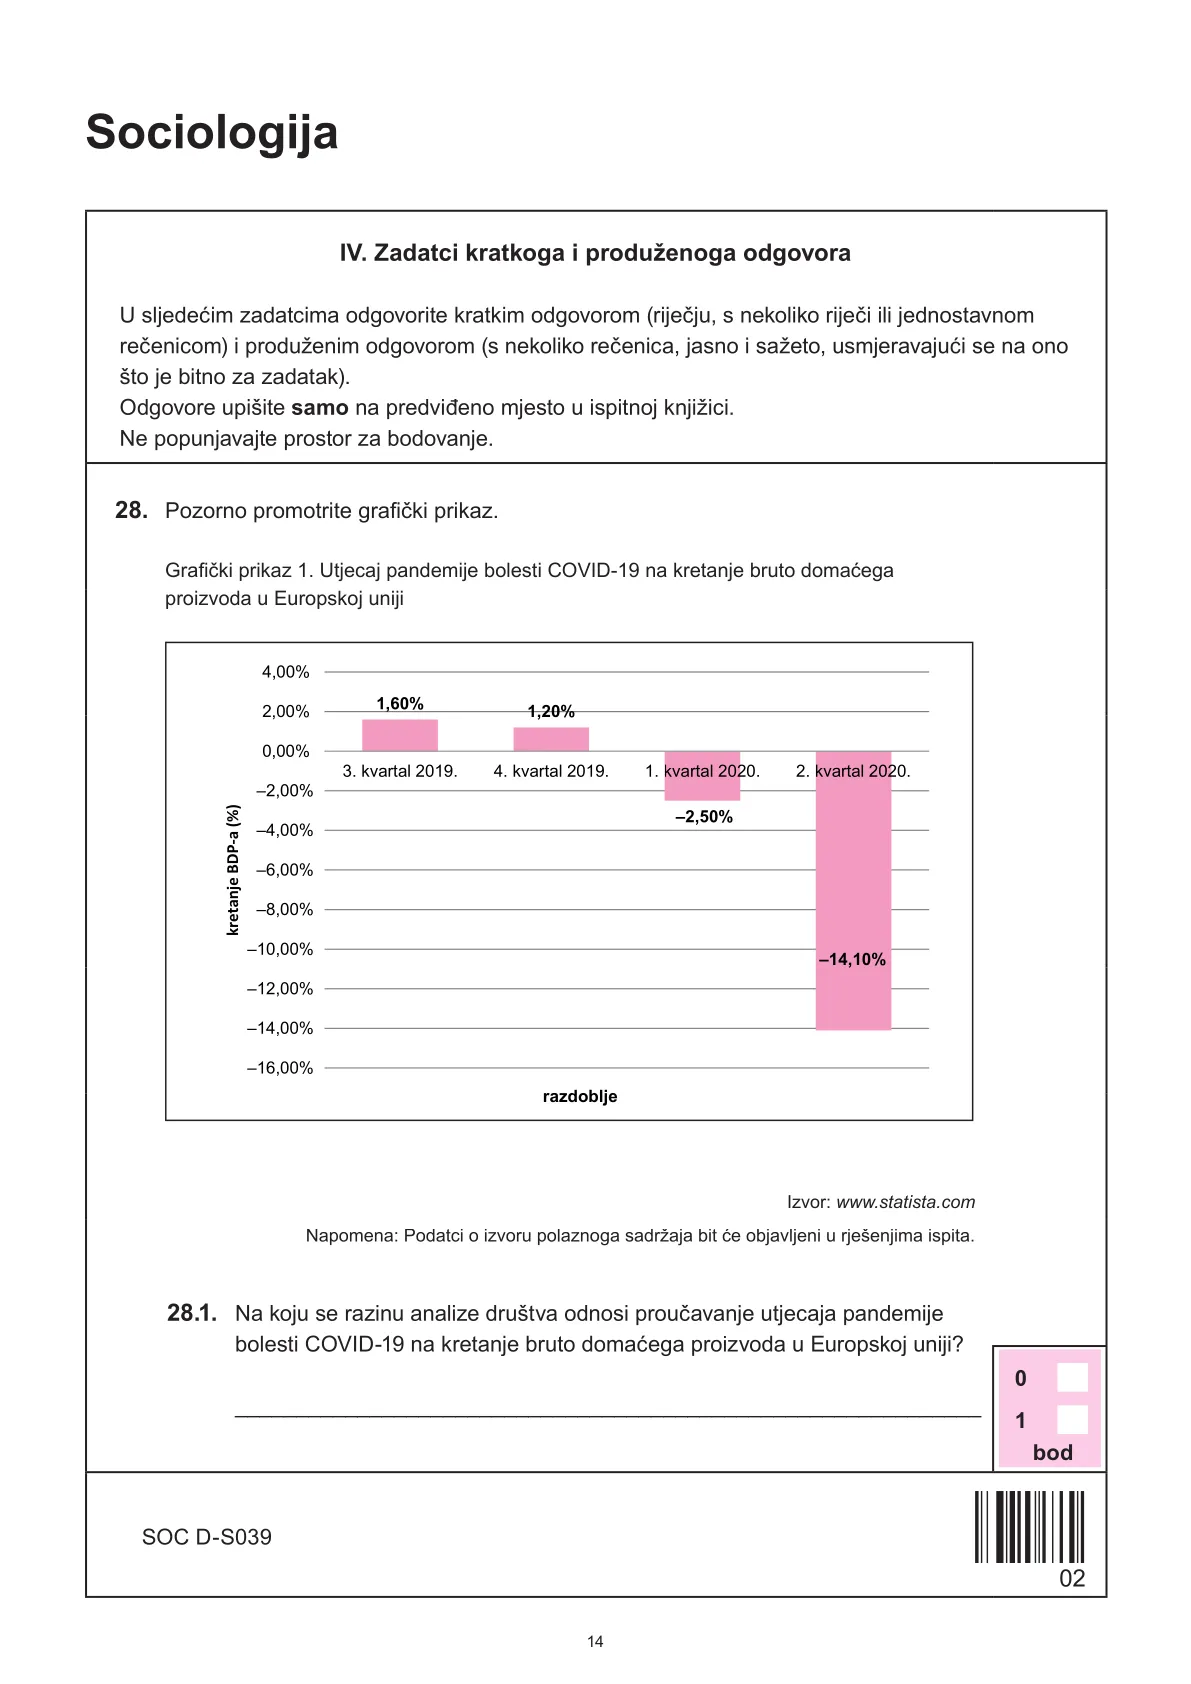 Sociologija
IV. Zadatci kratkoga i produženoga odgovora
U sljedećim zadatcima odgovorite kratkim odgovorom (riječju, s nekoliko riječi ili jednostavnom
rečenicom) i produženim odgovorom (s nekoliko rečenica, jasno i sažeto, usmjeravajući se na ono
što je bitno za zadatak).
Odgovore upišite samo na predviđeno mjesto u ispitnoj knjižici.
Ne popunjavajte prostor za bodovanje.
28. Pozorno promotrite grafički prikaz.
Grafički prikaz 1. Utjecaj pandemije bolesti COVID-19 na kretanje bruto domaćega
proizvoda u Europskoj uniji
kretanje BDP-a (%)
4,00%
2,00%
0,00%
–2,00%
–4,00%
–6,00%
–8,00%
–10,00%
–12,00%
–14,00%
–16,00%
1,60%
1,20%
3. kvartal 2019. 4. kvartal 2019. 1. kvartal 2020. 2. kvartal 2020.
–2,50%
–14,10%
razdoblje
Izvor: www.statista.com
Napomena: Podatci o izvoru polaznoga sadržaja bit će objavljeni u rješenjima ispita.
28.1. Na koju se razinu analize društva odnosi proučavanje utjecaja pandemije
bolesti COVID-19 na kretanje bruto domaćega proizvoda u Europskoj uniji?
0
1
bod
SOC D-S039
02
14